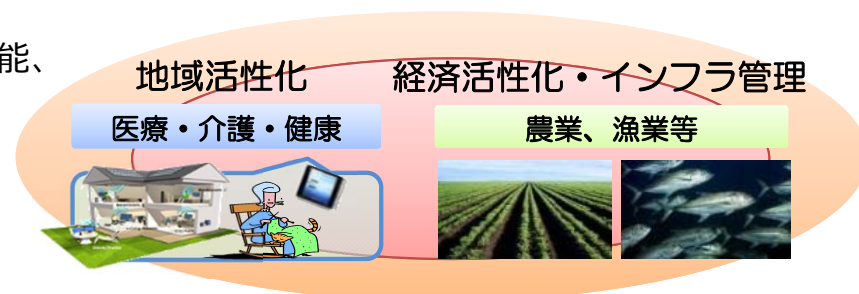 能、
地域活性化
経済活性化・インフラ管理
医療・介護・健康
農業、漁業等